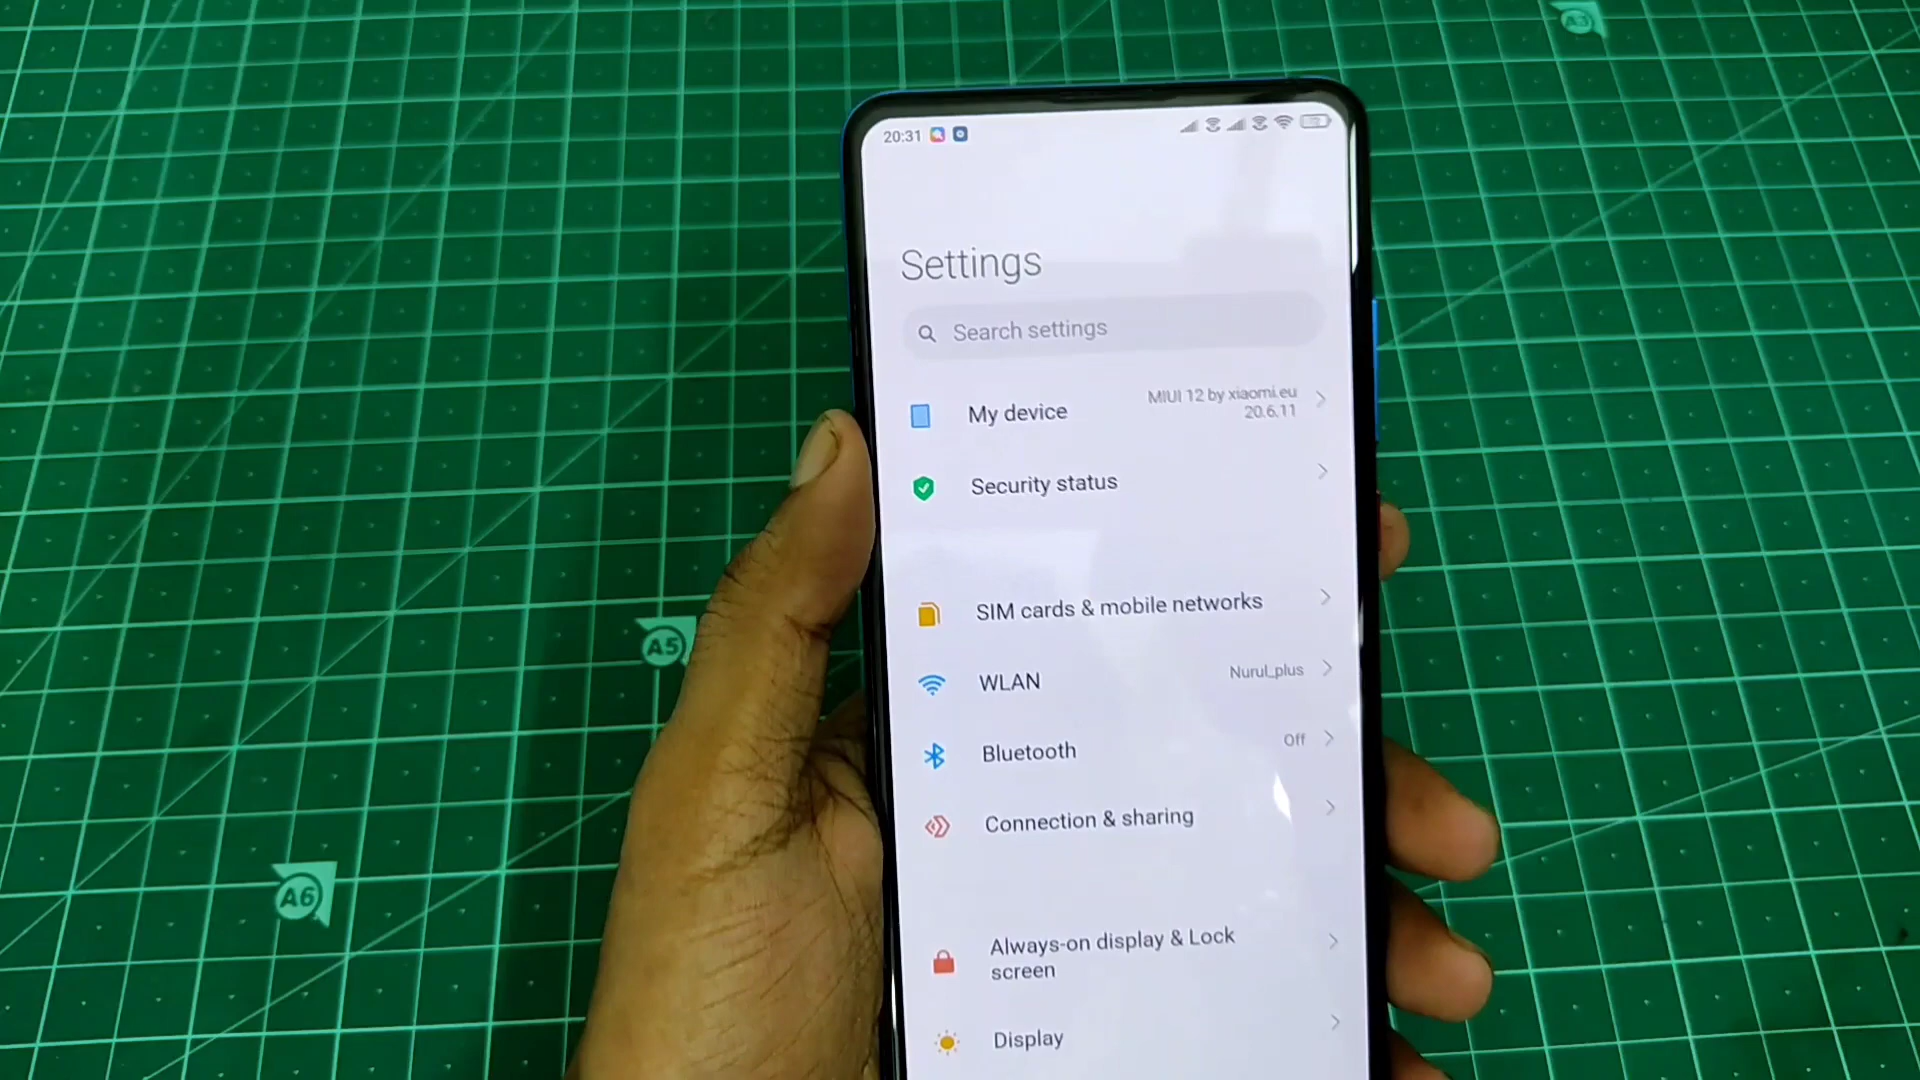 A3
20:31
Settings
Search settings
My device
MIUI 12 by xiaomi.eu
20.6.11
Security status
SIM cards & mobile networks
WLAN
Nurul_plus
Bluetooth
Off
Connection & sharing
Always-on display & Lock
screen
Display
A5
A6